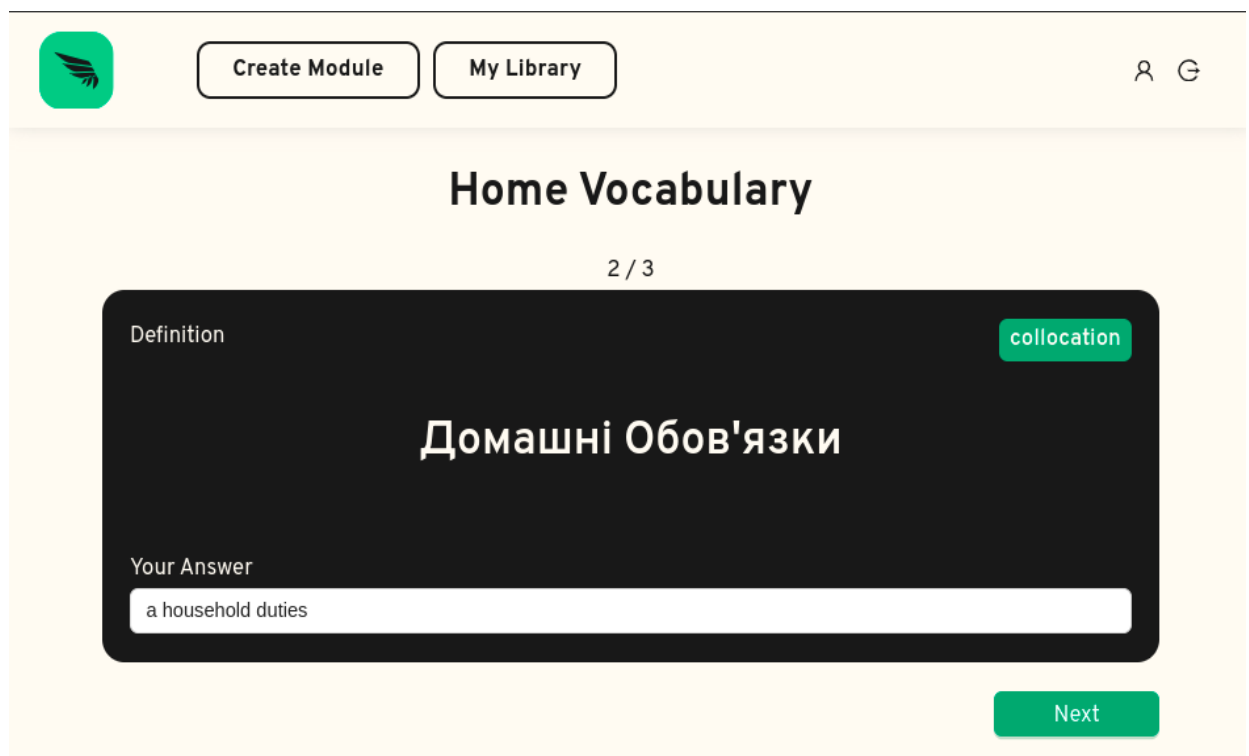 Create Module My Library
Home Vocabulary
2 / 3
Definition collocation
Домашні Обов'язки
Your Answer
a household duties
Next